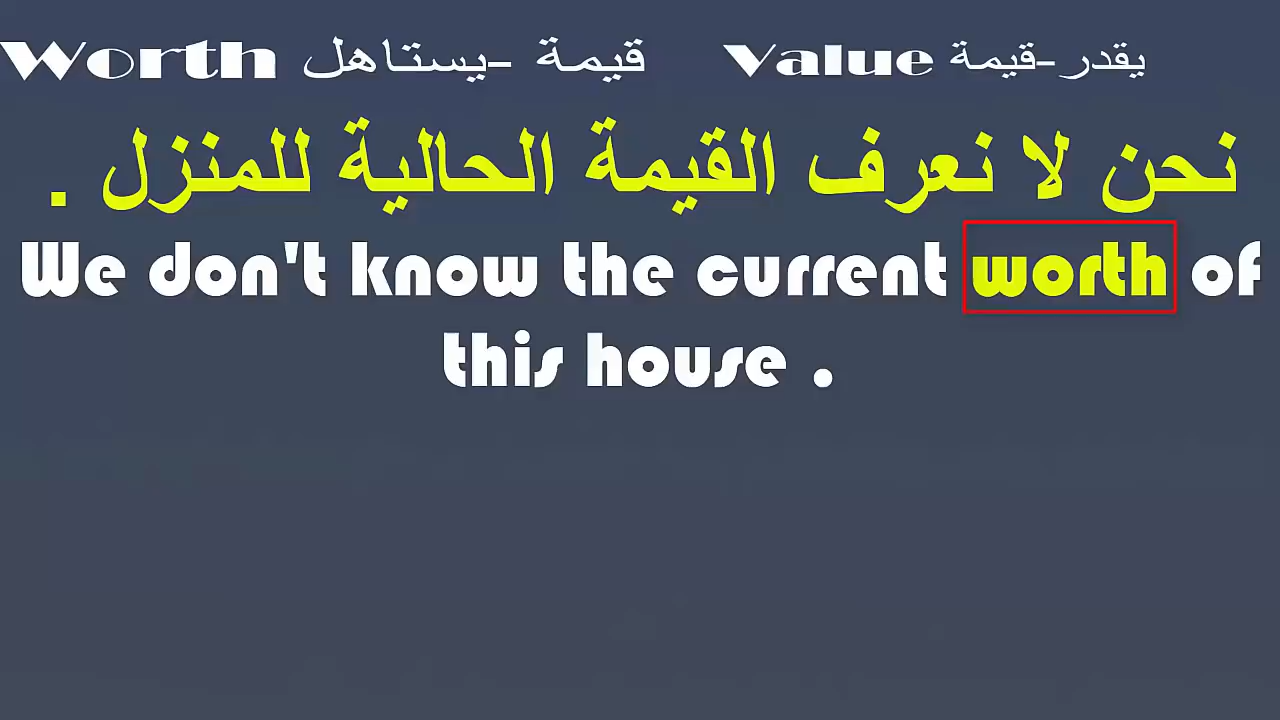 Worth قيمة -يستاهل Value يقدر-قيمة
نحن لا نعرف القيمة الحالية للمنزل .
We don't know the current worth of
this house .